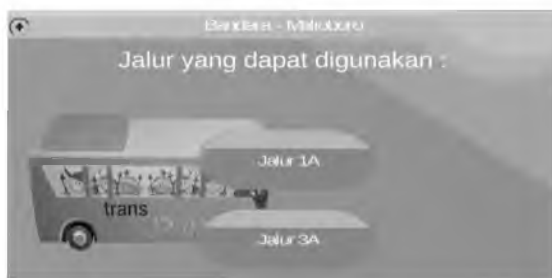 Bandara - Malioboro
Jalur yang dapat digunakan :
Jalur 1A
trans
Jalur 3A